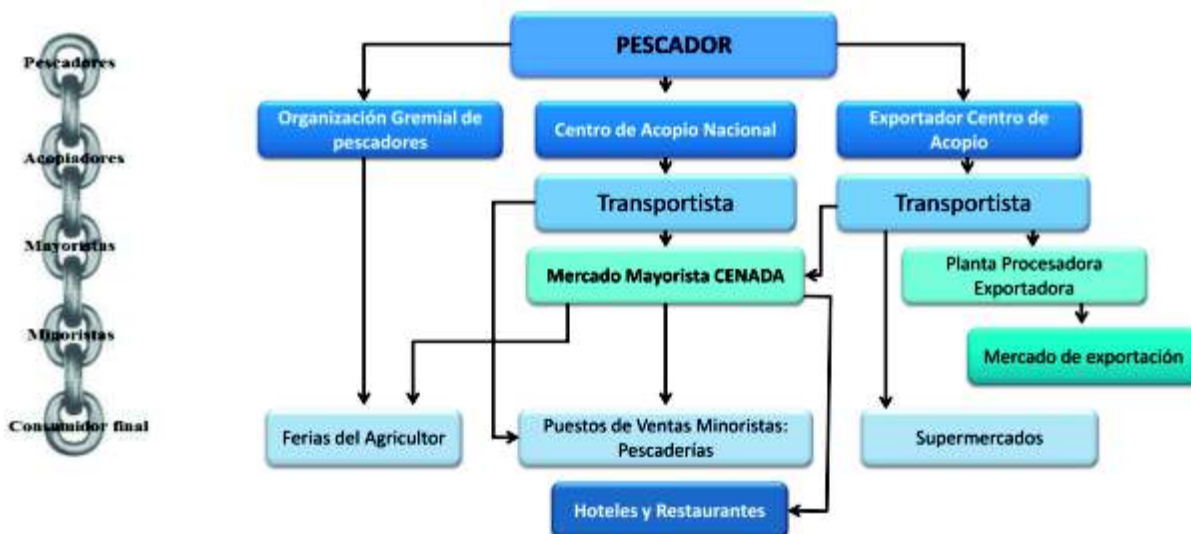 Pescadores
Acopiadores
Mayoristas
Minoristas
Consumidor final
PESCADOR
Organización Gremial de
pescadores
Centro de Acopio Nacional
Exportador Centro de
Acopio
Transportista
Transportista
Mercado Mayorista CENADA
Planta Procesadora
Exportadora
Mercado de exportación
Ferias del Agricultor
Puestos de Ventas Minoristas:
Pescaderías
Supermercados
Hoteles y Restaurantes